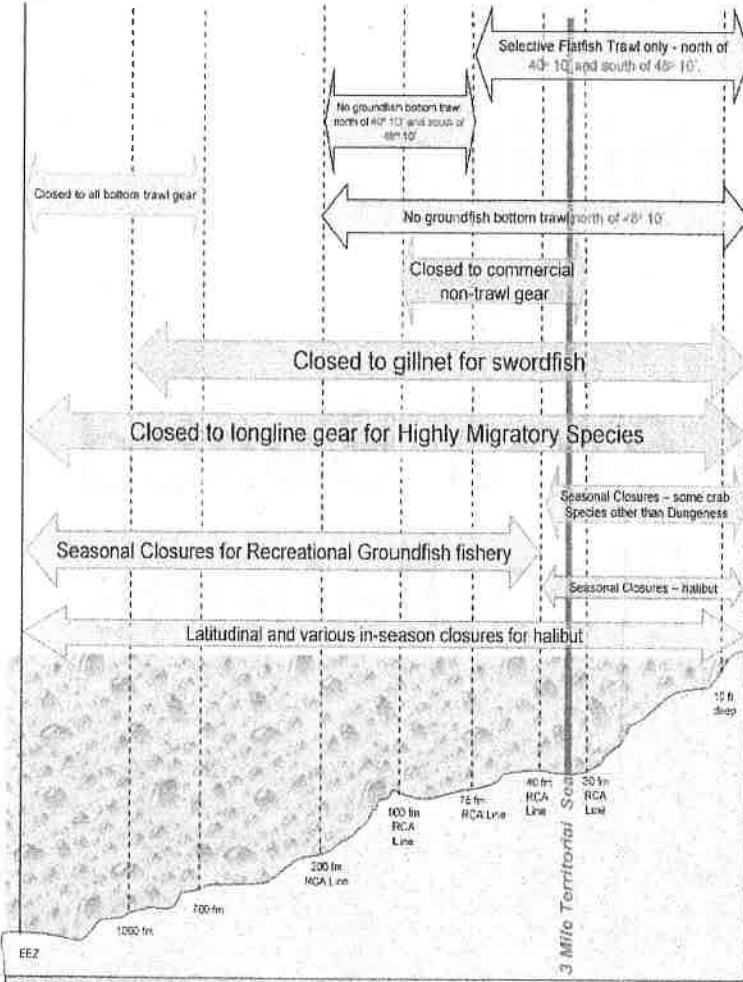 Selective Flatfish Trawl only - north of
40° 10' and south of 48° 10'.
No groundfish bottom trawl
north of 40° 10' and south of
48° 10'
Closed to all bottom trawl gear
No groundfish bottom trawl north of 48° 10'.
Closed to commercial
non-trawl gear
Closed to gillnet for swordfish
Closed to longline gear for Highly Migratory Species
Seasonal Closures – some crab
Species other than Dungeness
Seasonal Closures for Recreational Groundfish fishery
Seasonal Closures – halibut
Latitudinal and various in-season closures for halibut
10 fm
deep
40 fm
RCA
Line
30 fm
RCA
Line
75 fm
RCA Line
100 fm
RCA
Line
200 fm
RCA Line
700 fm
1000 fm
EEZ
3 Mile Territorial Sea